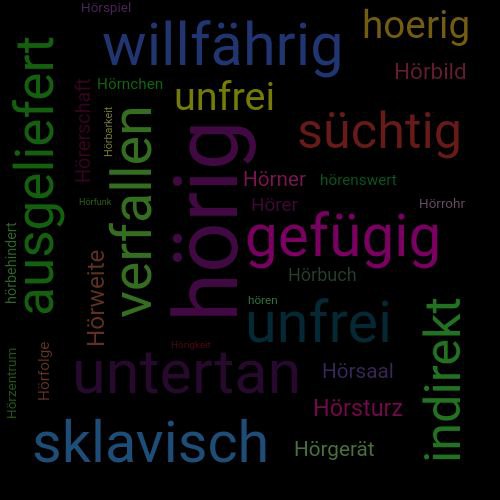 Hörspiel
hoerig
willfährig
Hörbild
Hörnchen
unfrei
Hörerschaft
Hörbarkeit
süchtig
ausgeliefert
verfallen
hörig
Hörner
hörenswert
Hörfunk
Hörer
Hörrohr
gefügig
hörbehindert
Hörweite
Hörbuch
hören
unfrei
indirekt
Hörigkeit
Hörzentrum
Hörfolge
untertan
Hörsaal
Hörsturz
sklavisch
Hörgerät